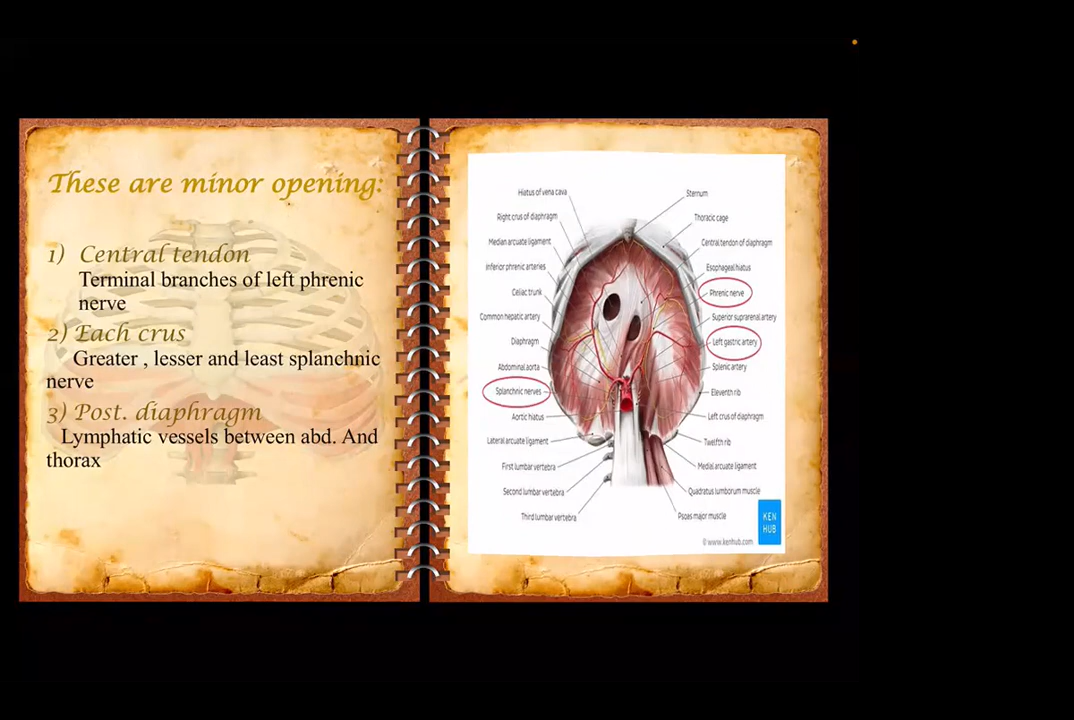 These are minor opening:
1) Central tendon
Terminal branches of left phrenic
nerve
2) Each crus
Greater , lesser and least splanchnic
nerve
3) Post. diaphragm
Lymphatic vessels between abd. And
thorax
Hiatus of vena cava
Right crus of diaphragm
Median arcuate ligament
Inferior phrenic arteries
Celiac trunk
Common hepatic artery
Diaphragm
Abdominal aorta
Splanchnic nerves
Aortic hiatus
Lateral arcuate ligament
First lumbar vertebra
Second lumbar vertebra
Third lumbar vertebra
Sternum
Thoracic cage
Central tendon of diaphragm
Esophageal hiatus
Phrenic nerve
Superior suprarenal artery
Left gastric artery
Splenic artery
Eleventh rib
Left crus of diaphragm
Twelfth rib
Medial arcuate ligament
Quadratus lumborum muscle
Psoas major muscle
KEN
HUB
© www.kenhub.com